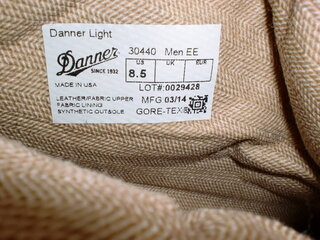 Danner Light
30440 Men EE
Danner
SINCE 1932
US UK EUR
8.5
MADE IN USA
LOT#:0029428
LEATHER/FABRIC UPPER MFG 03/14
FABRIC LINING
SYNTHETIC OUTSOLE GORE-TEX®